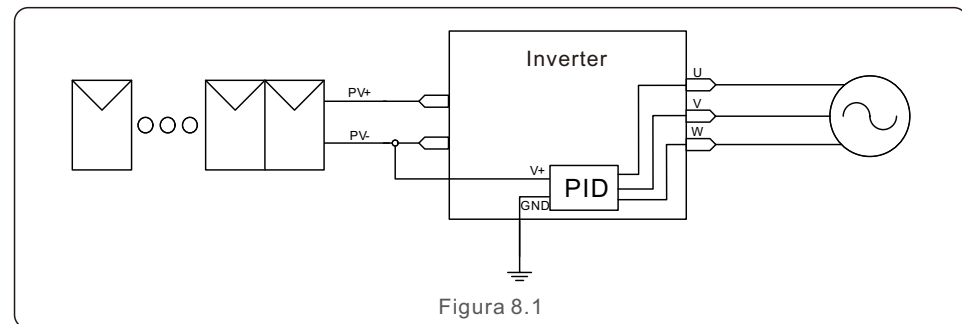 Inverter
PV+
PV-
U
V
W
V+
PID
GND
Figura 8.1